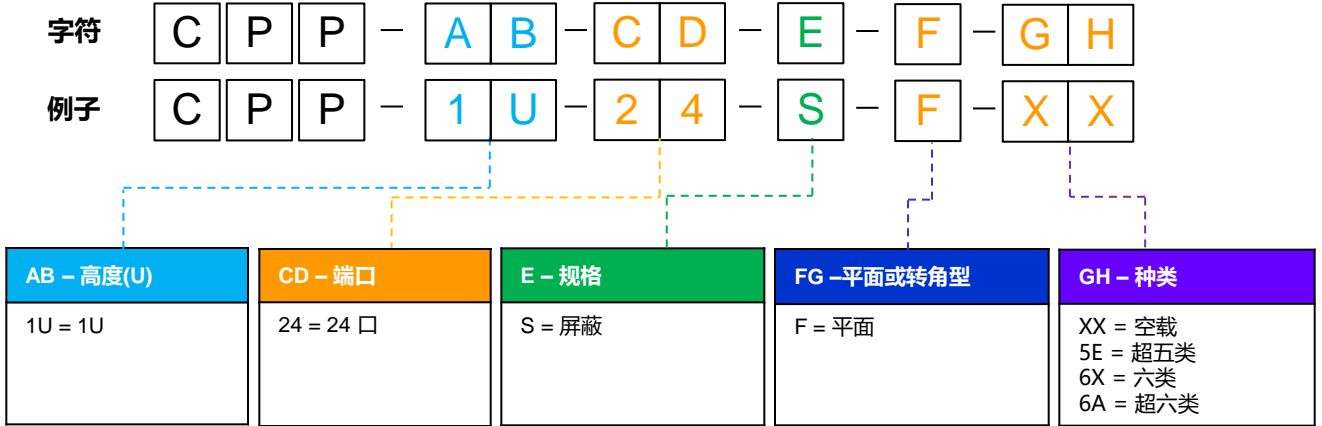 字符 C P P – A B – C D – E – F – G H
例子 C P P – 1 U – 2 4 – S – F – X X
AB – 高度(U)
1U = 1U
CD – 端口
24 = 24 口
E – 规格
S = 屏蔽
FG –平面或转角型
F = 平面
GH – 种类
XX = 空载
5E = 超五类
6X = 六类
6A = 超六类